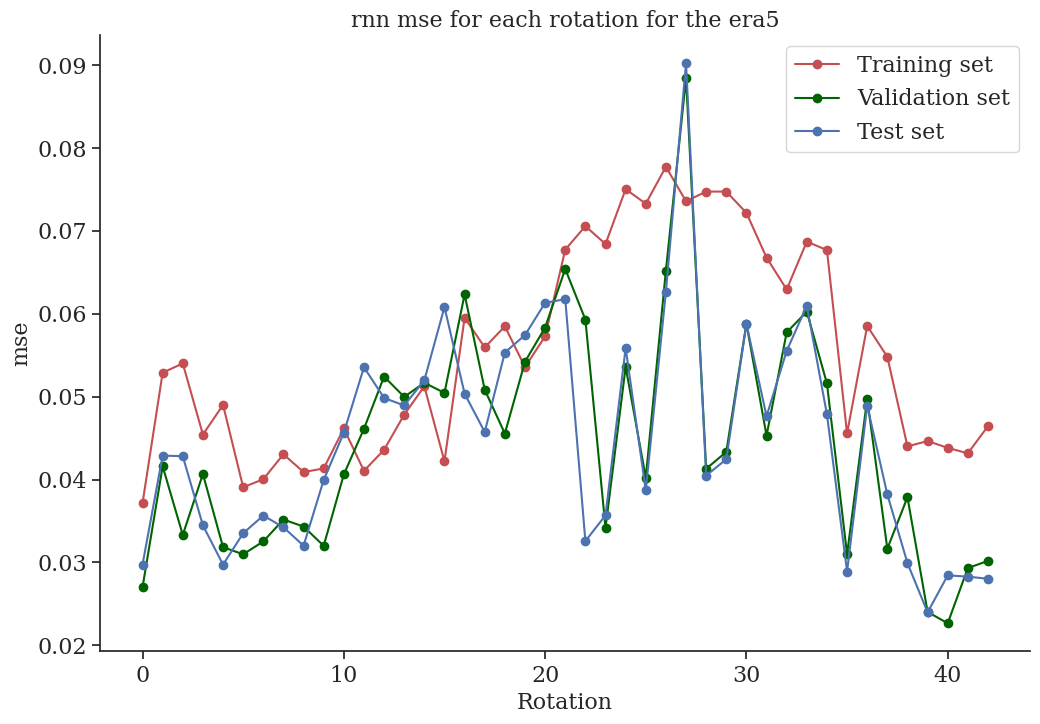 rnn mse for each rotation for the era5
Training set
Validation set
Test set
0.09
0.08
0.07
0.06
0.05
0.04
0.03
0.02
mse
0 10 20 30 40
Rotation